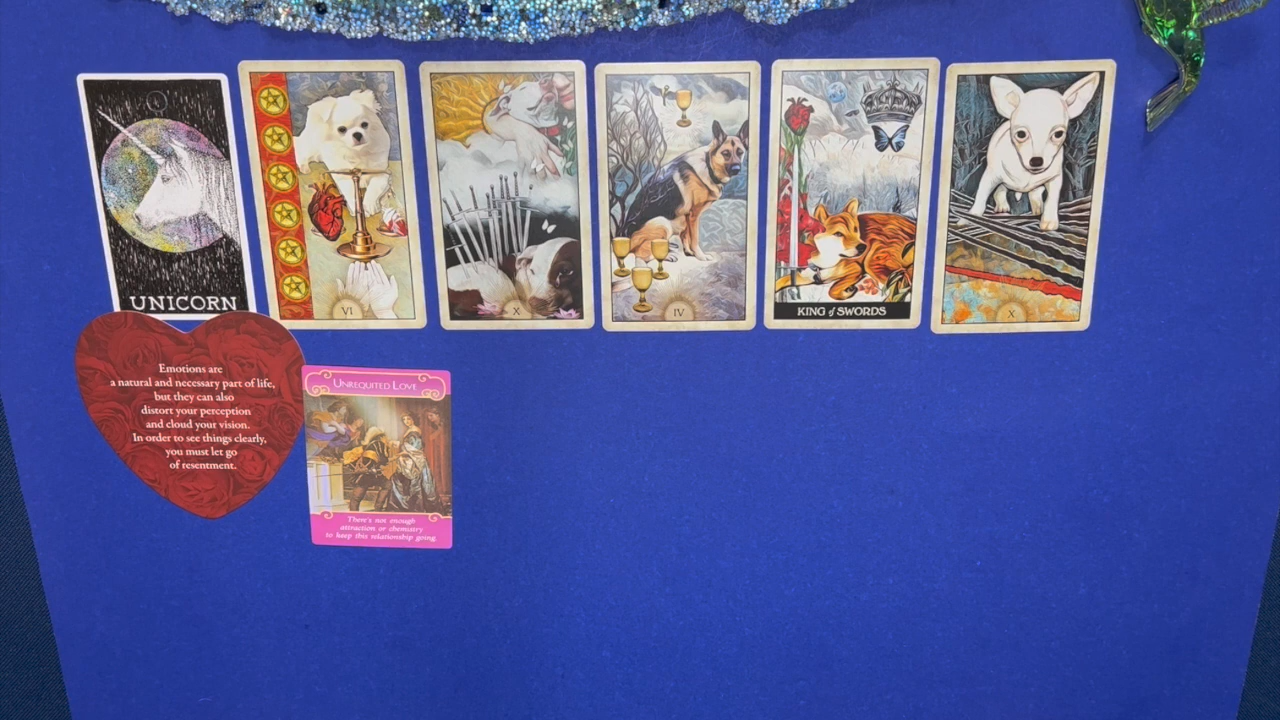 UNICORN
VI
X
IV
KING of SWORDS
X
Emotions are
a natural and necessary part of life,
but they can also
distort your perception
and cloud your vision.
In order to see things clearly,
you must let go
of resentment.
UNREQUITED LOVE
There's not enough
attraction or chemistry
to keep this relationship going.